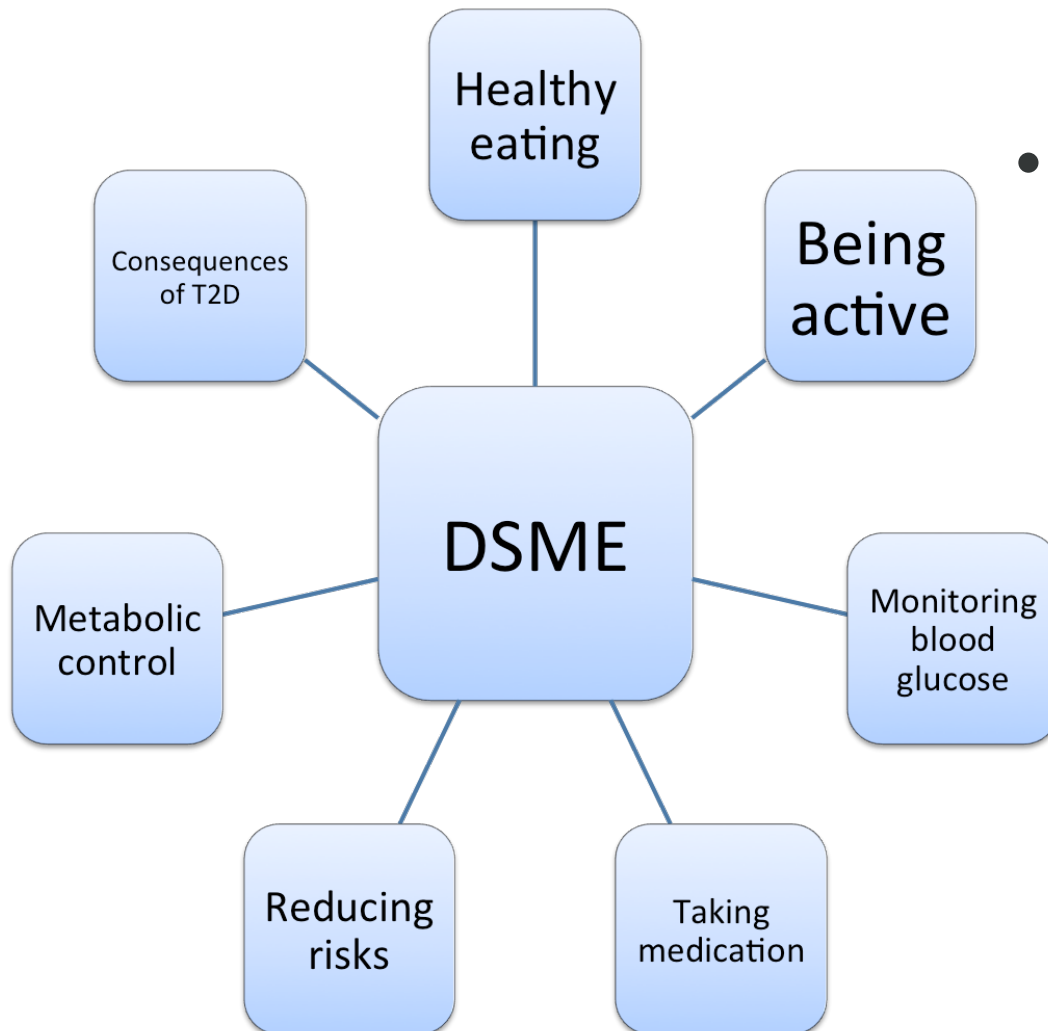 Healthy
eating
•
Being
active
Consequences
of T2D
DSME
Monitoring
blood
glucose
Metabolic
control
Reducing
risks
Taking
medication